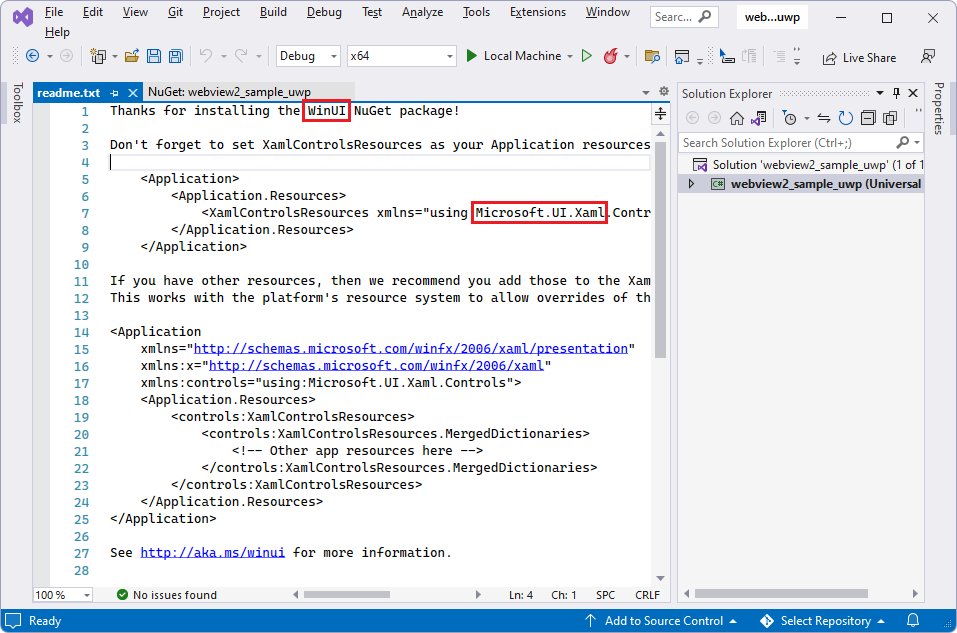 File Edit View Git Project Build Debug Test Analyze Tools Extensions Window Searc... web...uwp
Help
Debug x64 Local Machine Live Share
Toolbox
readme.txt NuGet: webview2_sample_uwp
1 Thanks for installing the WinUI NuGet package!
2
3 Don't forget to set XamlControlsResources as your Application resources
4
5 <Application>
6 <Application.Resources>
7 <XamlControlsResources xmlns="using Microsoft.UI.Xaml.Contr
8 </Application.Resources>
9 </Application>
10
11 If you have other resources, then we recommend you add those to the Xam
12 This works with the platform's resource system to allow overrides of th
13
14 <Application
15 xmlns="http://schemas.microsoft.com/winfx/2006/xaml/presentation"
16 xmlns:x="http://schemas.microsoft.com/winfx/2006/xaml"
17 xmlns:controls="using:Microsoft.UI.Xaml.Controls">
18 <Application.Resources>
19 <controls:XamlControlsResources>
20 <controls:XamlControlsResources.MergedDictionaries>
21 <!-- Other app resources here -->
22 </controls:XamlControlsResources.MergedDictionaries>
23 </controls:XamlControlsResources>
24 </Application.Resources>
25 </Application>
26
27 See http://aka.ms/winui for more information.
28
100 % No issues found Ln: 4 Ch: 1 SPC CRLF
Solution Explorer
Search Solution Explorer (Ctrl+;)
Solution 'webview2_sample_uwp' (1 of 1
C# webview2_sample_uwp (Universal
Properties
Ready Add to Source Control Select Repository